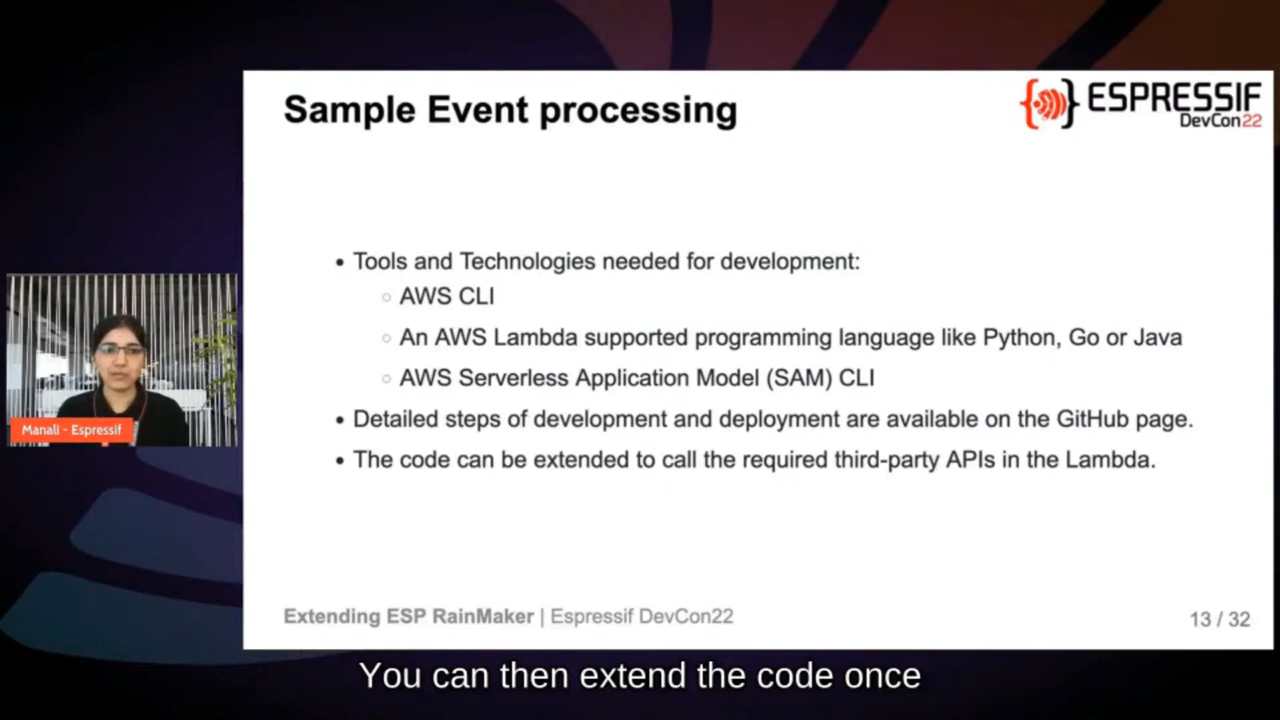 Sample Event processing
ESPRESSIF
DevCon22
• Tools and Technologies needed for development:
○ AWS CLI
○ An AWS Lambda supported programming language like Python, Go or Java
○ AWS Serverless Application Model (SAM) CLI
• Detailed steps of development and deployment are available on the GitHub page.
• The code can be extended to call the required third-party APIs in the Lambda.
Manali - Espressif
Extending ESP RainMaker | Espressif DevCon22
13 / 32
You can then extend the code once